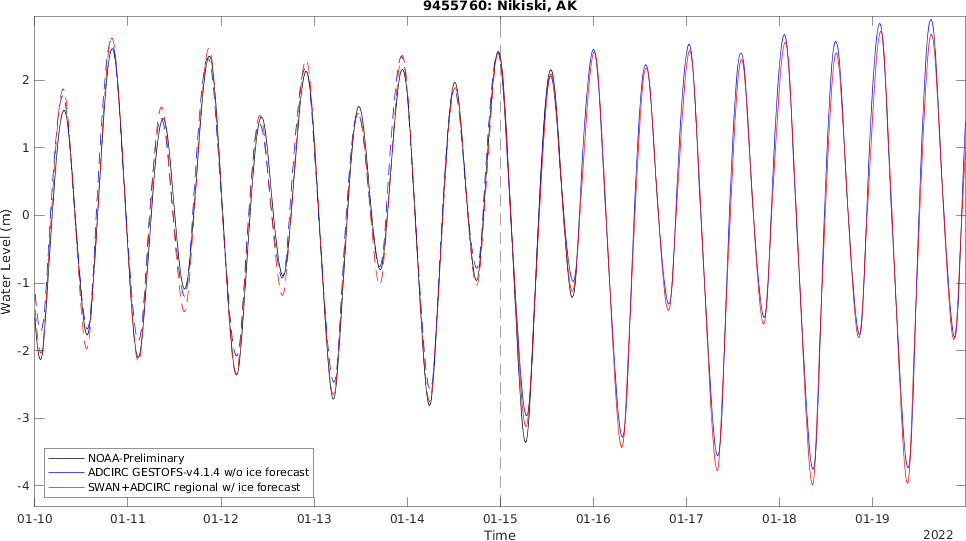 9455760: Nikiski, AK
Water Level (m)
2
1
0
-1
-2
-3
-4
NOAA-Preliminary
ADCIRC GESTOFS-v4.1.4 w/o ice forecast
SWAN+ADCIRC regional w/ ice forecast
01-10 01-11 01-12 01-13 01-14 01-15 01-16 01-17 01-18 01-19
Time
2022